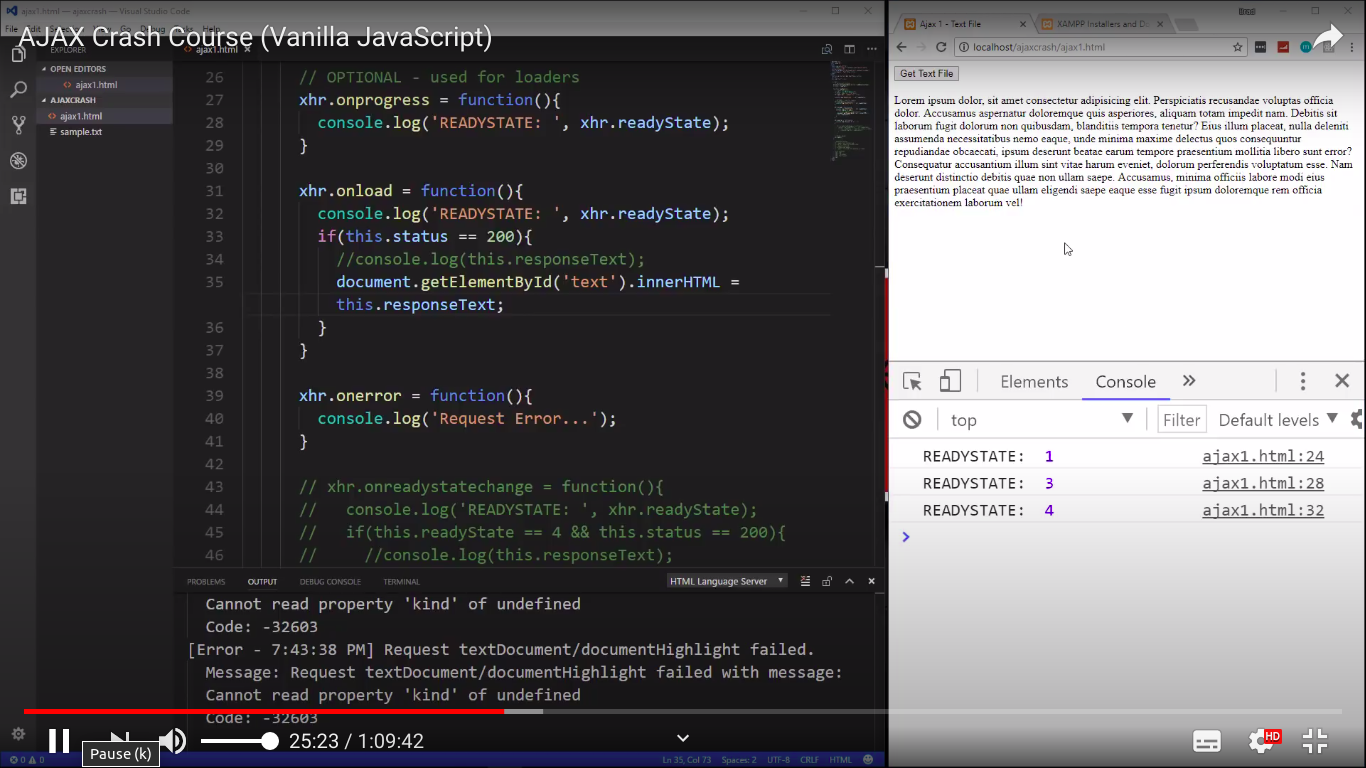 ajax1.html — ajaxcrash — Visual Studio Code
AJAX Crash Course (Vanilla JavaScript)
EXPLORER
ajax1.html
OPEN EDITORS
ajax1.html
AJAXCRASH
ajax1.html
sample.txt
26 // OPTIONAL - used for loaders
27 xhr.onprogress = function(){
28 console.log('READYSTATE: ', xhr.readyState);
29 }
30
31 xhr.onload = function(){
32 console.log('READYSTATE: ', xhr.readyState);
33 if(this.status == 200){
34 //console.log(this.responseText);
35 document.getElementById('text').innerHTML =
this.responseText;
36 }
37 }
38
39 xhr.onerror = function(){
40 console.log('Request Error...');
41 }
42
43 // xhr.onreadystatechange = function(){
44 // console.log('READYSTATE: ', xhr.readyState);
45 // if(this.readyState == 4 && this.status == 200){
46 // //console.log(this.responseText);
PROBLEMS OUTPUT DEBUG CONSOLE TERMINAL HTML Language Server
Cannot read property 'kind' of undefined
Code: -32603
[Error - 7:43:38 PM] Request textDocument/documentHighlight failed.
Message: Request textDocument/documentHighlight failed with message:
Cannot read property 'kind' of undefined
Code: -32603
Ajax 1 - Text File XAMPP Installers and Do
localhost/ajaxcrash/ajax1.html
Get Text File
Lorem ipsum dolor, sit amet consectetur adipisicing elit. Perspiciatis recusandae voluptas officia
dolor. Accusamus aspernatur doloremque quis asperiores, aliquam totam impedit nam. Debitis sit
laborum fugit dolorum non quibusdam, blanditiis tempora tenetur? Eius illum placeat, nulla deleniti
assumenda necessitatibus nemo eaque, unde minima maxime delectus quos consequuntur
repudiandae obcaecati, ipsum deserunt beatae earum tempore praesentium mollitia libero sunt error?
Consequatur accusantium illum sint vitae harum eveniet, dolorum perferendis voluptatum esse. Nam
deserunt distinctio debitis quae non ullam saepe. Accusamus, minima officiis labore modi eius
praesentium placeat quae ullam eligendi saepe eaque esse fugit ipsum doloremque rem officia
exercitationem laborum vel!
Elements Console
top Filter Default levels
READYSTATE: 1 ajax1.html:24
READYSTATE: 3 ajax1.html:28
READYSTATE: 4 ajax1.html:32
25:23 / 1:09:42
HD
Pause (k)
0 0 Ln 35, Col 73 Spaces: 2 UTF-8 CRLF HTML